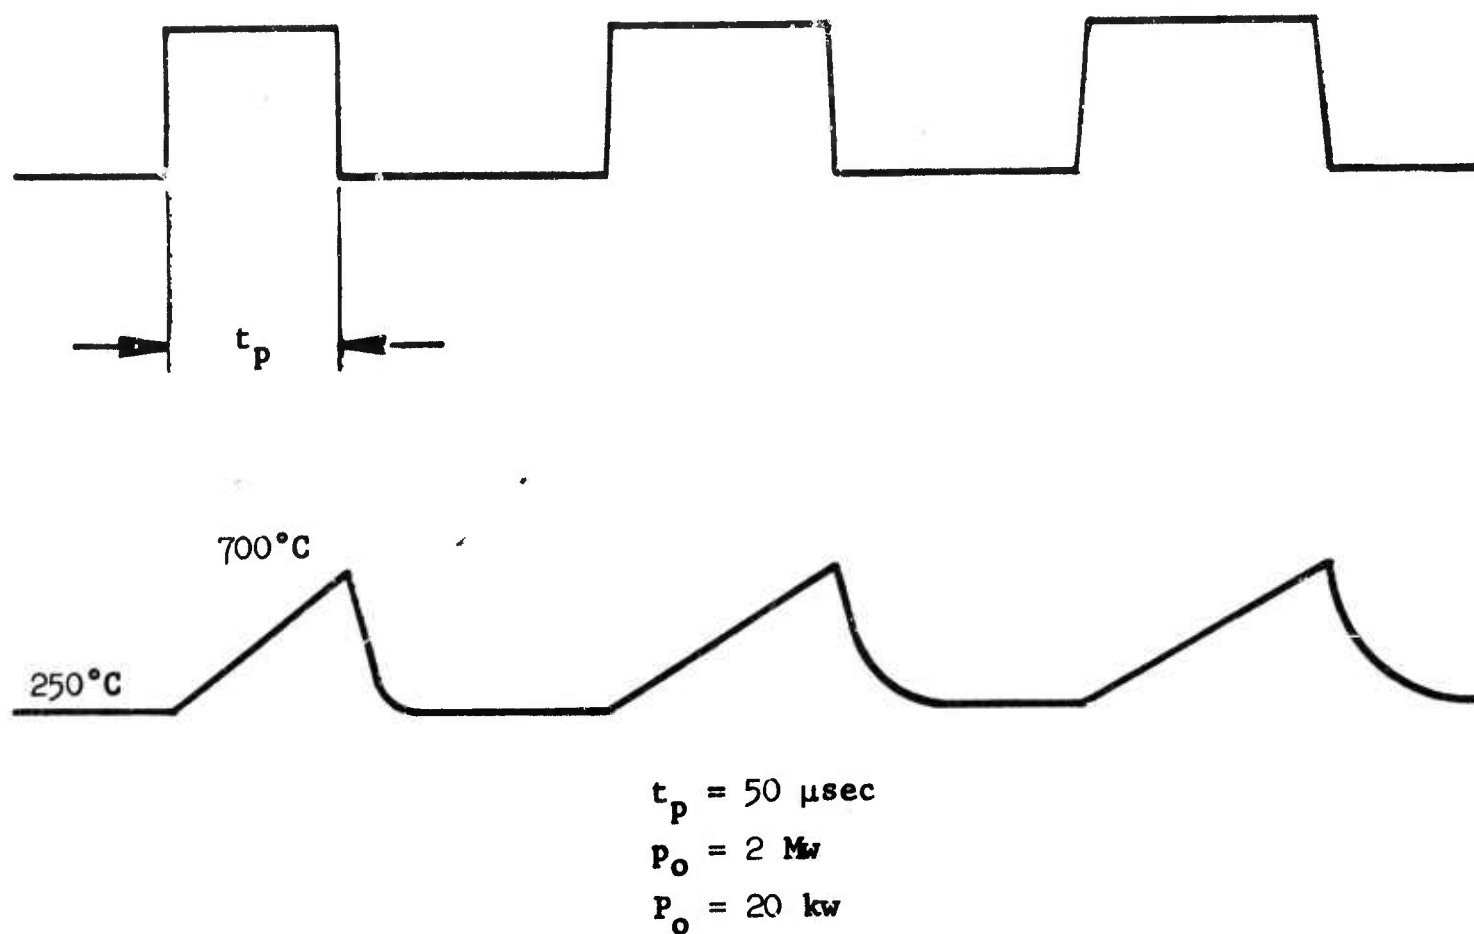 t_p
700°C
250°C
t_p = 50 μsec
p_o = 2 Mw
P_o = 20 kw